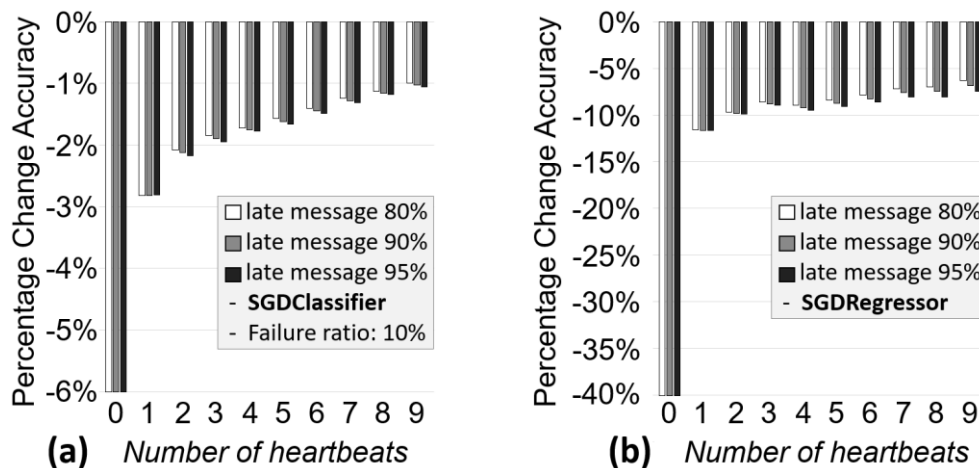 Percentage Change Accuracy
0%
-1%
-2%
-3%
-4%
-5%
-6%
late message 80%
late message 90%
late message 95%
- SGDClassifier
- Failure ratio: 10%
0 1 2 3 4 5 6 7 8 9
(a) Number of heartbeats
Percentage Change Accuracy
0%
-5%
-10%
-15%
-20%
-25%
-30%
-35%
-40%
late message 80%
late message 90%
late message 95%
- SGDRegressor
0 1 2 3 4 5 6 7 8 9
(b) Number of heartbeats